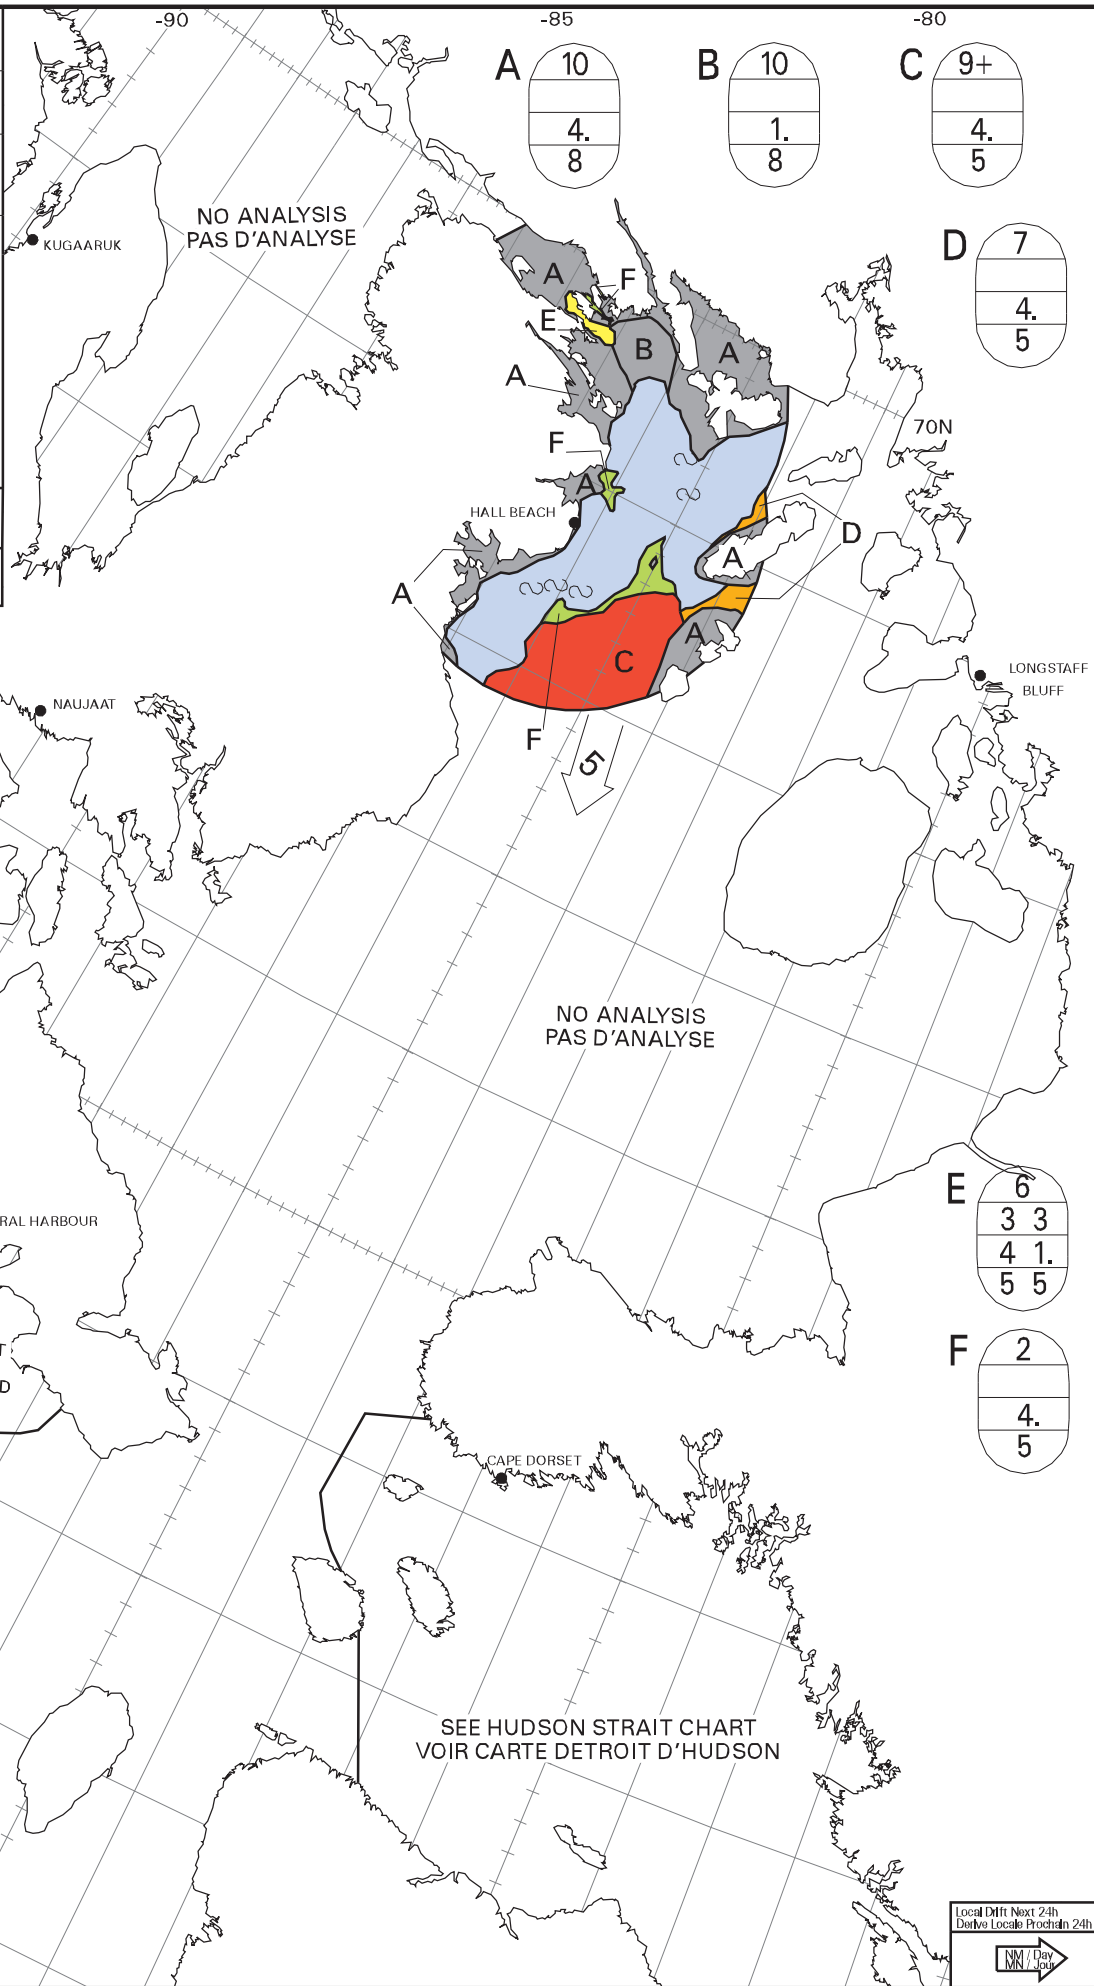 -90
-85
-80
A
10
4.
8
B
10
1.
8
C
9+
4.
5
D
7
4.
5
NO ANALYSIS
PAS D'ANALYSE
KUGAARUK
A
F
E
B
A
A
F
70N
A
HALL BEACH
D
A
A
A
C
LONGSTAFF
BLUFF
NAUJAAT
F
5
NO ANALYSIS
PAS D'ANALYSE
E
6
3 3
4 1.
5 5
RAL HARBOUR
F
2
4.
5
D
CAPE DORSET
SEE HUDSON STRAIT CHART
VOIR CARTE DETROIT D'HUDSON
Local Drift Next 24h
Derive Locale Prochain 24h
NM / Day
MN / Jour